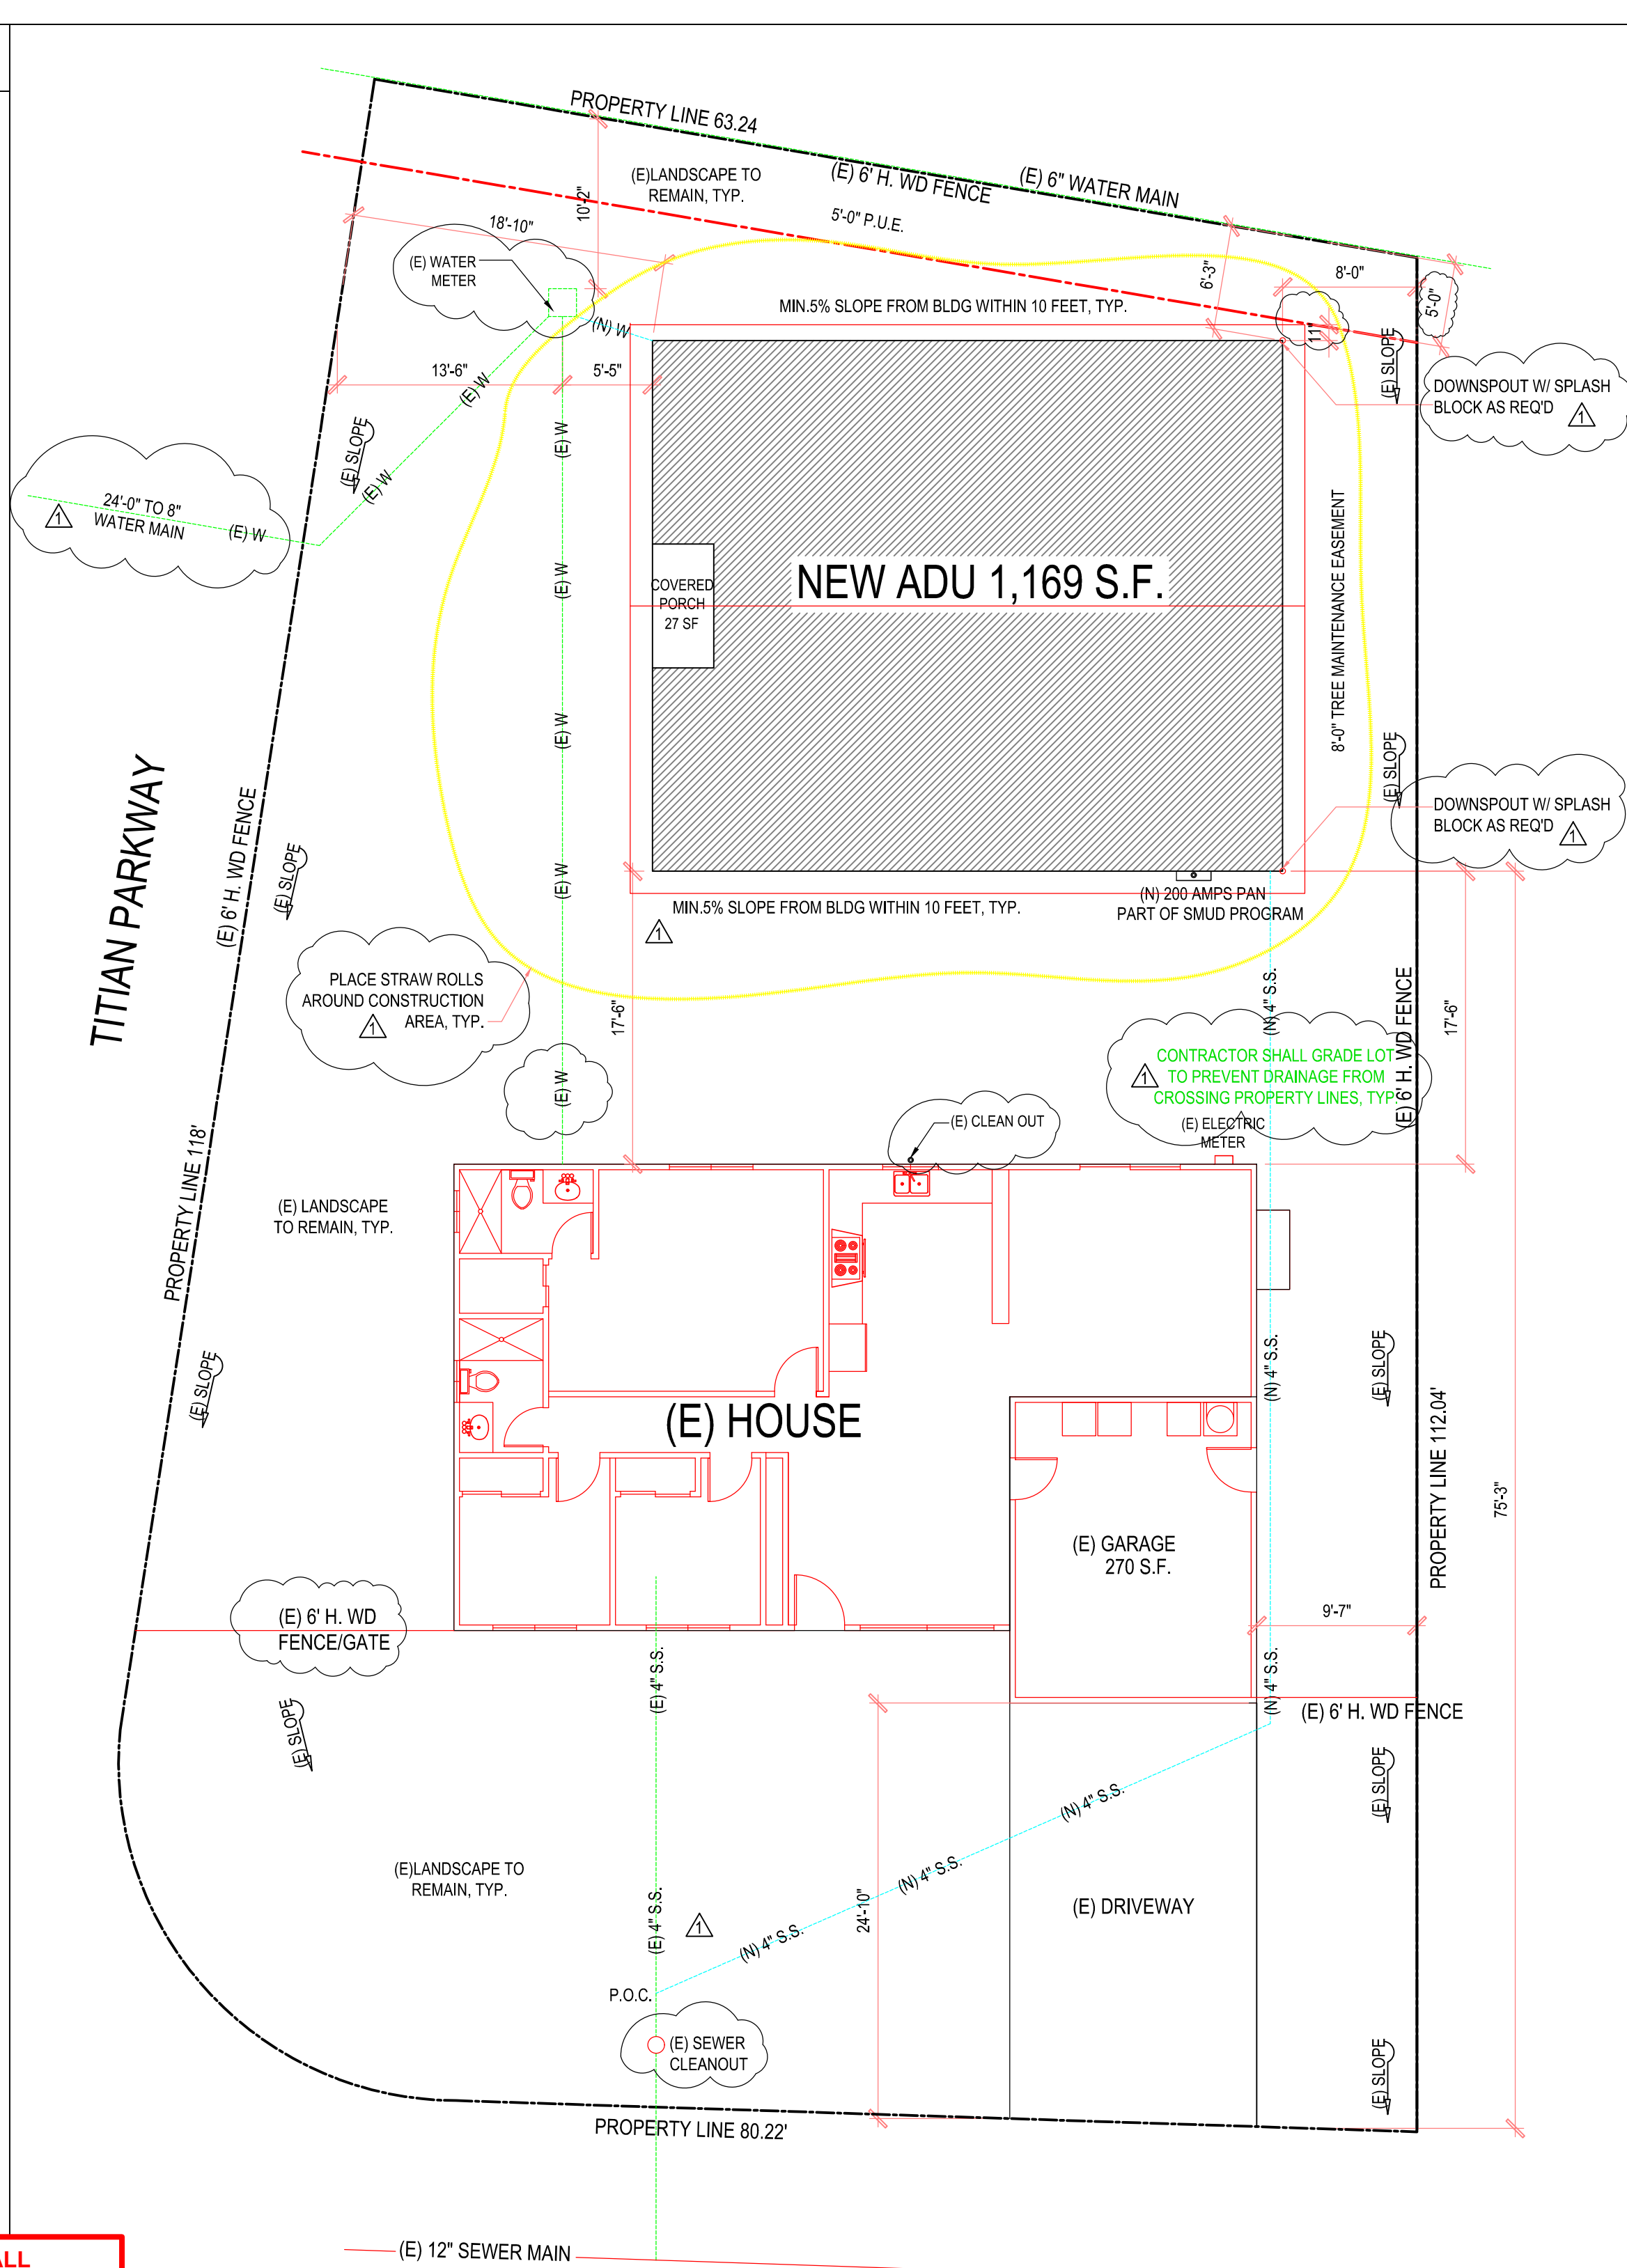 PROPERTY LINE 63.24
(E)LANDSCAPE TO
REMAIN, TYP.
(E) 6' H. WD FENCE
(E) 6" WATER MAIN
10'-2"
18'-10"
5'-0" P.U.E.
(E) WATER
METER
6'-3"
8'-0"
5'-0"
MIN.5% SLOPE FROM BLDG WITHIN 10 FEET, TYP.
(N) W
11"
(E) SLOPE
13'-6"
5'-5"
(E) W
DOWNSPOUT W/ SPLASH
BLOCK AS REQ'D
1
(E) SLOPE
(E) W
(E) W
24'-0" TO 8"
WATER MAIN
1
(E) W
COVERED
PORCH
27 SF
NEW ADU 1,169 S.F.
(E) W
8'-0" TREE MAINTENANCE EASEMENT
(E) W
(E) SLOPE
TITIAN PARKWAY
(E) 6' H. WD FENCE
DOWNSPOUT W/ SPLASH
BLOCK AS REQ'D
1
(E) SLOPE
(E) W
(N) 200 AMPS PAN
PART OF SMUD PROGRAM
MIN.5% SLOPE FROM BLDG WITHIN 10 FEET, TYP.
1
PLACE STRAW ROLLS
AROUND CONSTRUCTION
AREA, TYP.
1
17'-6"
(N) 4" S.S.
(E) 6' H. WD FENCE
17'-6"
(E) W
CONTRACTOR SHALL GRADE LOT
TO PREVENT DRAINAGE FROM
CROSSING PROPERTY LINES, TYP.
1
(E) CLEAN OUT
(E) ELECTRIC
METER
PROPERTY LINE 118'
(E) LANDSCAPE
TO REMAIN, TYP.
(E) SLOPE
(N) 4" S.S.
(E) SLOPE
(E) HOUSE
PROPERTY LINE 112.04'
75'-3"
(E) GARAGE
270 S.F.
(E) 6' H. WD
FENCE/GATE
9'-7"
(E) 4" S.S.
(N) 4" S.S.
(E) 6' H. WD FENCE
(E) SLOPE
(E) SLOPE
(N) 4" S.S.
(E)LANDSCAPE TO
REMAIN, TYP.
(N) 4" S.S.
24'-10"
(E) DRIVEWAY
(E) 4" S.S.
1
(N) 4" S.S.
P.O.C.
(E) SEWER
CLEANOUT
(E) SLOPE
PROPERTY LINE 80.22'
(E) 12" SEWER MAIN